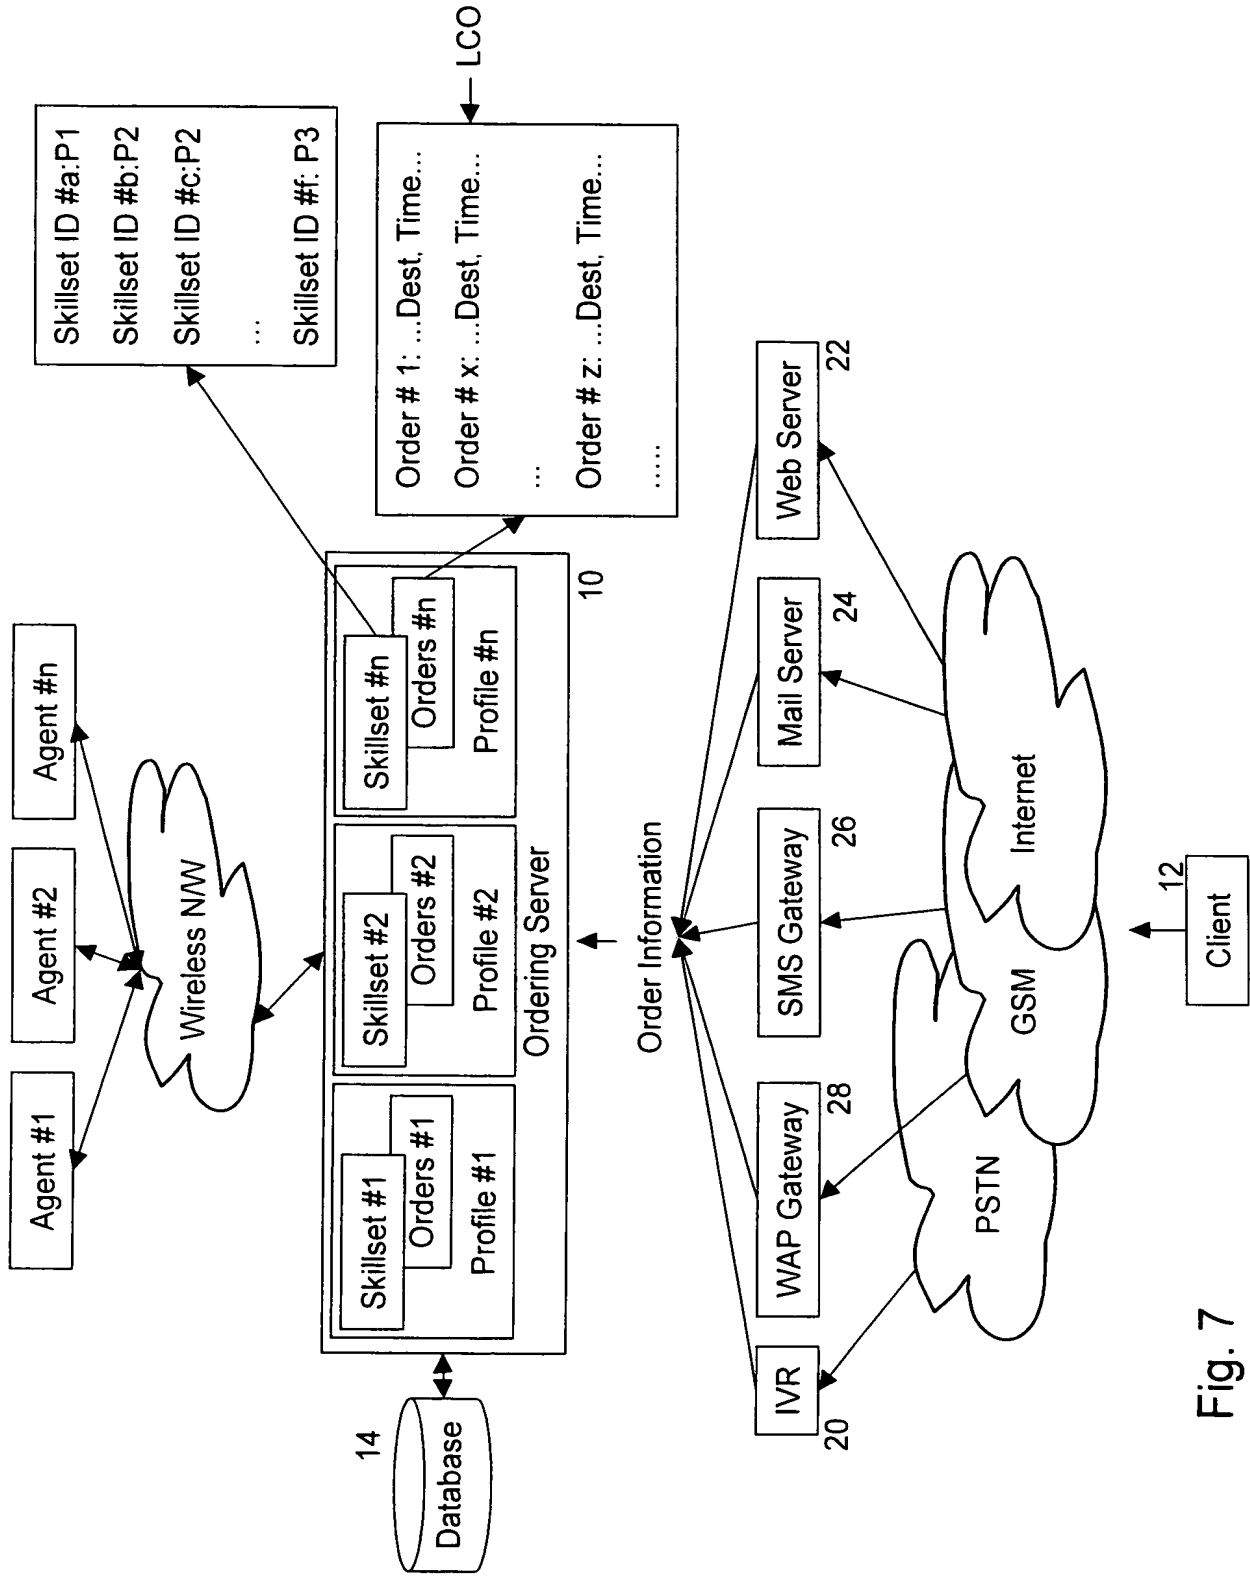 Agent #1
Agent #2
Agent #n
Wireless N/W
Skillset ID #a:P1
Skillset ID #b:P2
Skillset ID #c:P2
...
Skillset ID #f: P3
14
Database
Skillset #1
Orders #1
Profile #1
Skillset #2
Orders #2
Profile #2
Skillset #n
Orders #n
Profile #n
Ordering Server
10
Order # 1: ...Dest, Time...
Order # x: ...Dest, Time...
...
Order # z: ...Dest, Time...
.....
LCO
Order Information
IVR
20
WAP Gateway
28
SMS Gateway
26
Mail Server
24
Web Server
22
PSTN
GSM
Internet
12
Client
Fig. 7